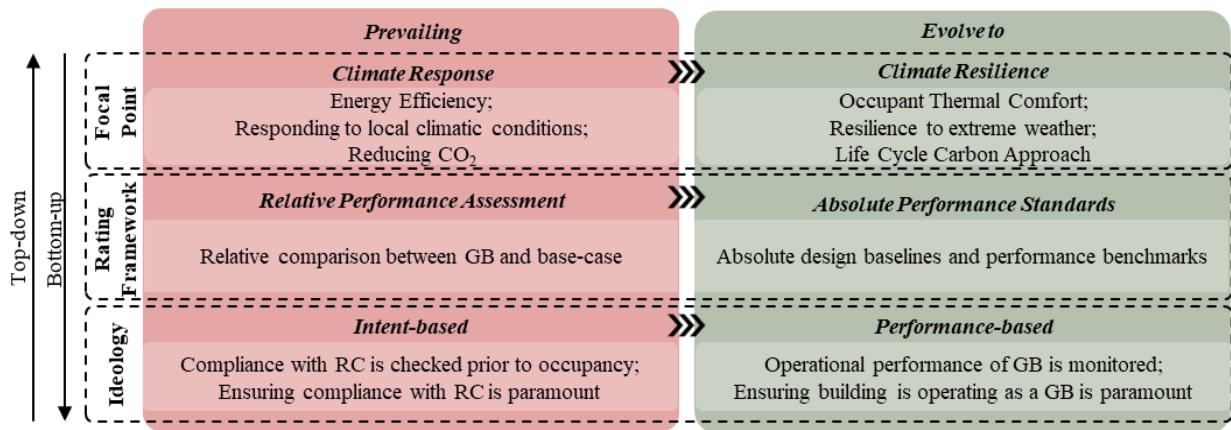 Prevailing
Evolve to
Top-down
Bottom-up
Focal
Point
Climate Response
Energy Efficiency;
Responding to local climatic conditions;
Reducing CO₂
Climate Resilience
Occupant Thermal Comfort;
Resilience to extreme weather;
Life Cycle Carbon Approach
Rating
Framework
Relative Performance Assessment
Relative comparison between GB and base-case
Absolute Performance Standards
Absolute design baselines and performance benchmarks
Ideology
Intent-based
Compliance with RC is checked prior to occupancy;
Ensuring compliance with RC is paramount
Performance-based
Operational performance of GB is monitored;
Ensuring building is operating as a GB is paramount